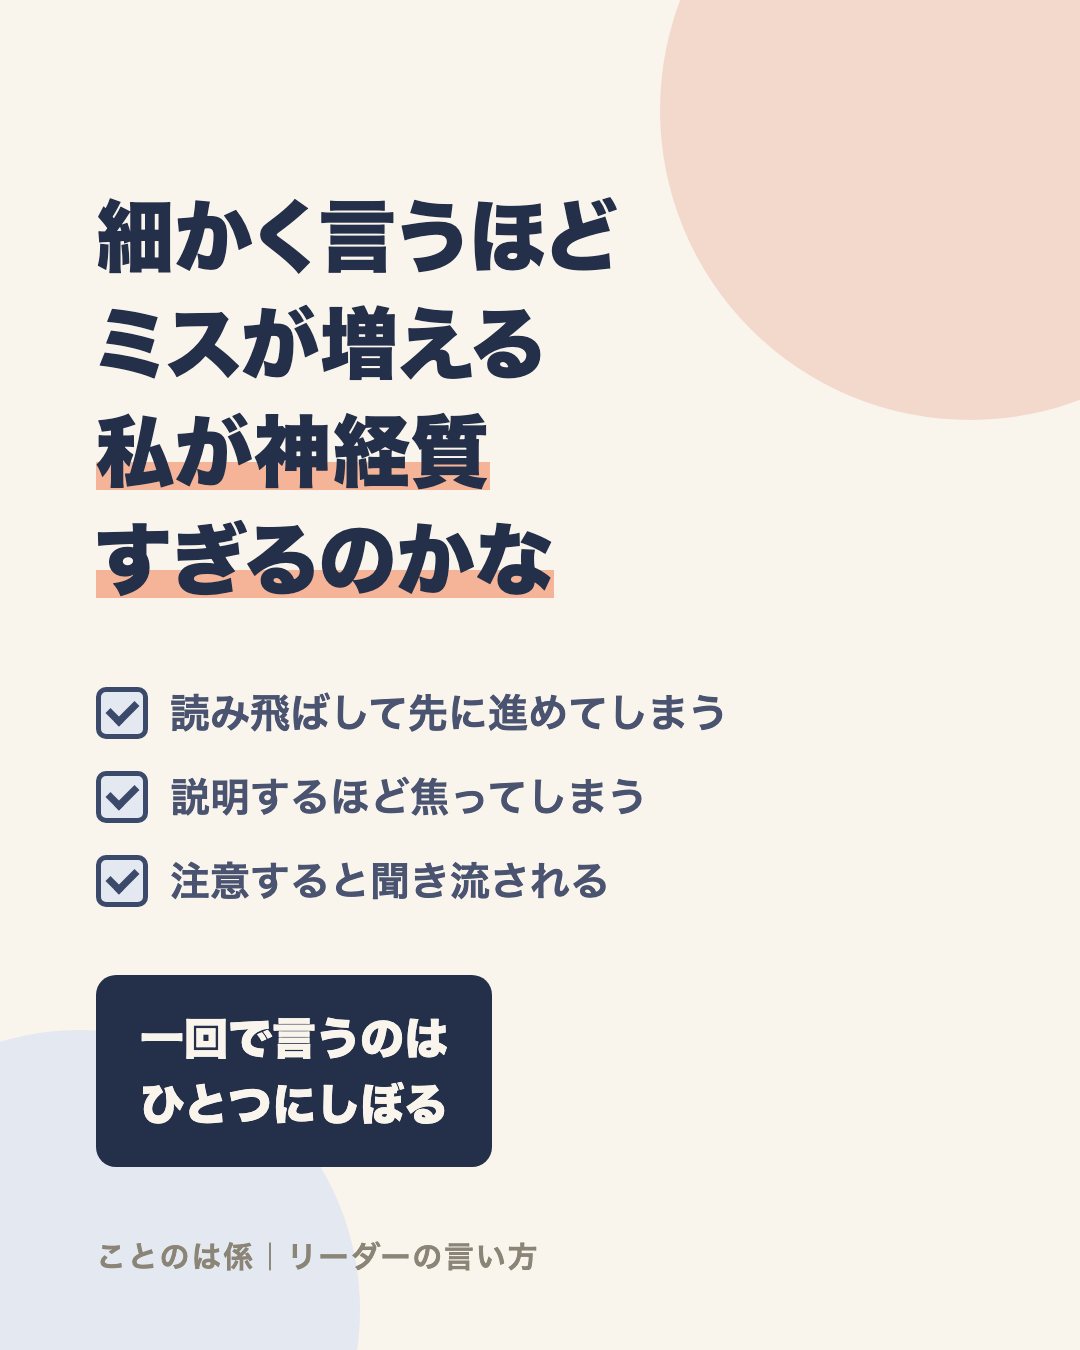 細かく言うほど
ミスが増える
私が神経質
すぎるのかな
読み飛ばして先に進めてしまう
説明するほど焦ってしまう
注意すると聞き流される
一回で言うのは
ひとつにしぼる
ことのは係｜リーダーの言い方